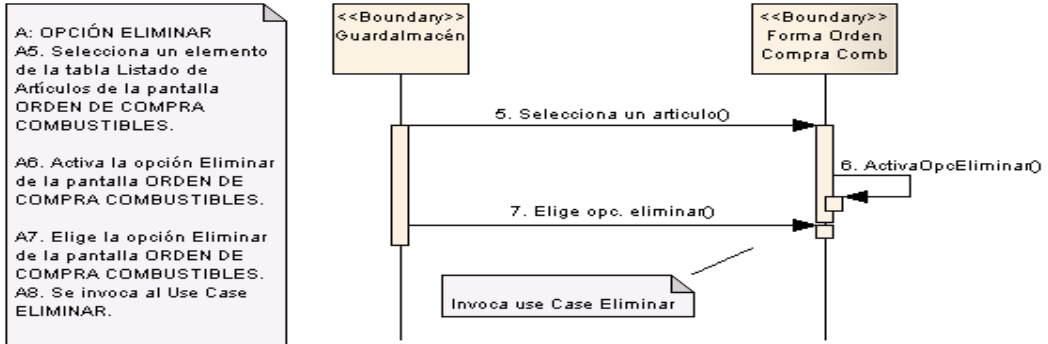 A: OPCIÓN ELIMINAR
A5. Selecciona un elemento
de la tabla Listado de
Artículos de la pantalla
ORDEN DE COMPRA
COMBUSTIBLES.
A6. Activa la opción Eliminar
de la pantalla ORDEN DE
COMPRA COMBUSTIBLES.
A7. Elige la opción Eliminar
de la pantalla ORDEN DE
COMPRA COMBUSTIBLES.
A8. Se invoca al Use Case
ELIMINAR.
<<Boundary>>
Guardalmacén
<<Boundary>>
Forma Orden
Compra Comb
5. Selecciona un articulo()
6. ActivaOpcEliminar()
7. Elige opc. eliminar()
Invoca use Case Eliminar